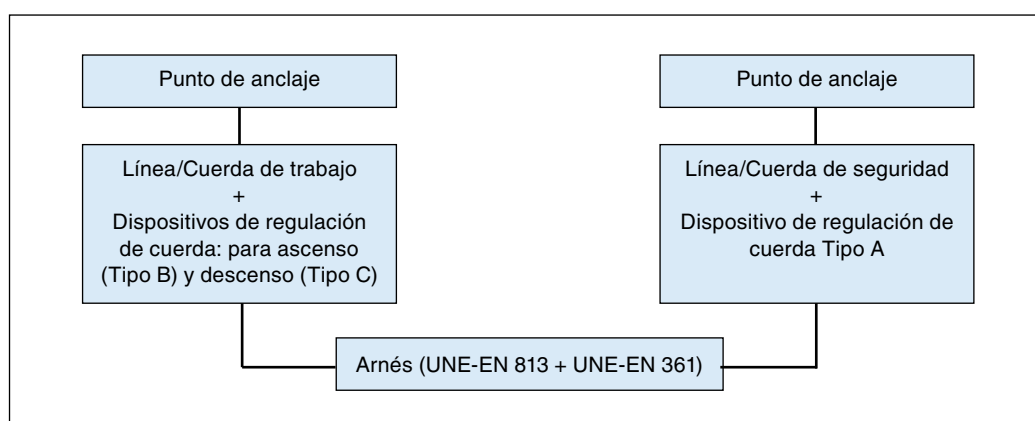 Punto de anclaje
Línea/Cuerda de trabajo
+
Dispositivos de regulación
de cuerda: para ascenso
(Tipo B) y descenso (Tipo C)
Punto de anclaje
Línea/Cuerda de seguridad
+
Dispositivo de regulación de
cuerda Tipo A
Arnés (UNE-EN 813 + UNE-EN 361)